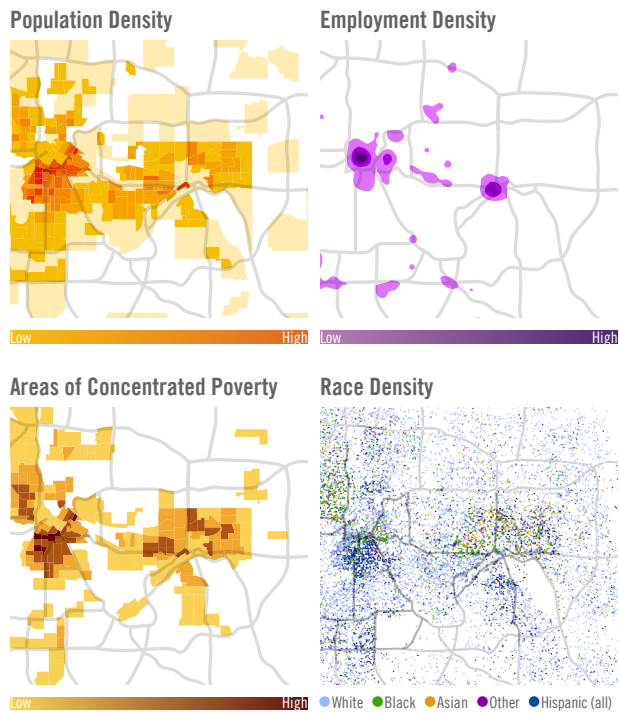 Population Density
Employment Density
Low High
Low High
Areas of Concentrated Poverty
Race Density
Low High
White Black Asian Other Hispanic (all)